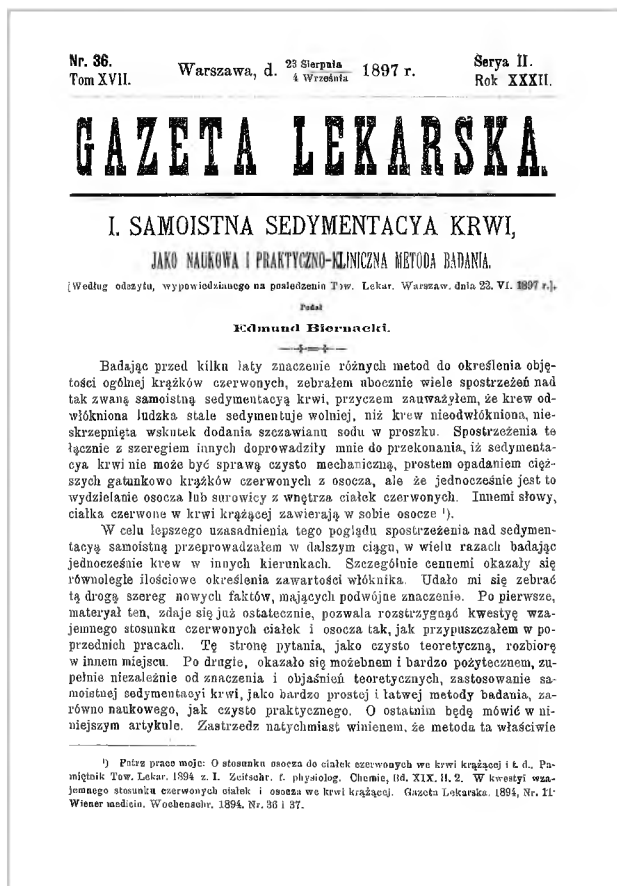 Nr. 36.
Tom XVII.
Warszawa, d. 23 Sierpnia / 4 Września 1897 r.
Serya II.
Rok XXXII.
GAZETA LEKARSKA.
I. SAMOISTNA SEDYMENTACYA KRWI,
JAKO NAUKOWA I PRAKTYCZNO-KLINICZNA METODA BADANIA.
[Według odczytu, wypowiedzianego na posiedzeniu Tow. Lekar. Warszaw. dnia 22. VI. 1897 r.].
Podał
Edmund Biernacki.
Badając przed kilku laty znaczenie różnych metod do określenia obję-
tości ogólnej krążków czerwonych, zebrałem ubocznie wiele spostrzeżeń nad
tak zwaną samoistną sedymentacyą krwi, przyczem zauważyłem, że krew od-
włókniona ludzka stale sedymentuje wolniej, niż krew nieodwłókniona, nie-
skrzepnięta wskutek dodania szczawianu sodu w proszku. Spostrzeżenia te
łącznie z szeregiem innych doprowadziły mnie do przekonania, iż sedymenta-
cya krwi nie może być sprawą czysto mechaniczną, prostem opadaniem cięż-
szych gatunkowo krążków czerwonych z osocza, ale że jednocześnie jest to
wydzielanie osocza lub surowicy z wnętrza ciałek czerwonych. Innemi słowy,
ciałka czerwone w krwi krążącej zawierają w sobie osocze ¹).
W celu lepszego uzasadnienia tego poglądu spostrzeżenia nad sedymen-
tacyą samoistną przeprowadzałem w dalszym ciągu, w wielu razach badając
jednocześnie krew w innych kierunkach. Szczególnie cennemi okazały się
równoległe ilościowe określenia zawartości włóknika. Udało mi się zebrać
tą drogą szereg nowych faktów, mających podwójne znaczenie. Po pierwsze,
materyał ten, zdaje się już ostatecznie, pozwala rozstrzygnąć kwestyę wza-
jemnego stosunku czerwonych ciałek i osocza tak, jak przypuszczałem w po-
przednich pracach. Tę stronę pytania, jako czysto teoretyczną, rozbiorę
w innem miejscu. Po drugie, okazało się możebnem i bardzo pożytecznem, zu-
pełnie niezależnie od znaczenia i objaśnień teoretycznych, zastosowanie sa-
moistnej sedymentacyi krwi, jako bardzo prostej i łatwej metody badania, za-
równo naukowego, jak czysto praktycznego. O ostatnim będę mówić w ni-
niejszym artykule. Zastrzedz natychmiast winienem, że metoda ta właściwie
¹) Patrz prace moje: O stosunku osocza do ciałek czerwonych we krwi krążącej i t. d., Pa-
miętnik Tow. Lekar. 1894 z. I. Zeitschr. f. physiolog. Chemie, Bd. XIX. H. 2. W kwestyi wza-
jemnego stosunku czerwonych ciałek i osocza we krwi krążącej. Gazeta Lekarska. 1894, Nr. 11.
Wiener medicin. Wochenschr. 1894. Nr. 36 i 37.